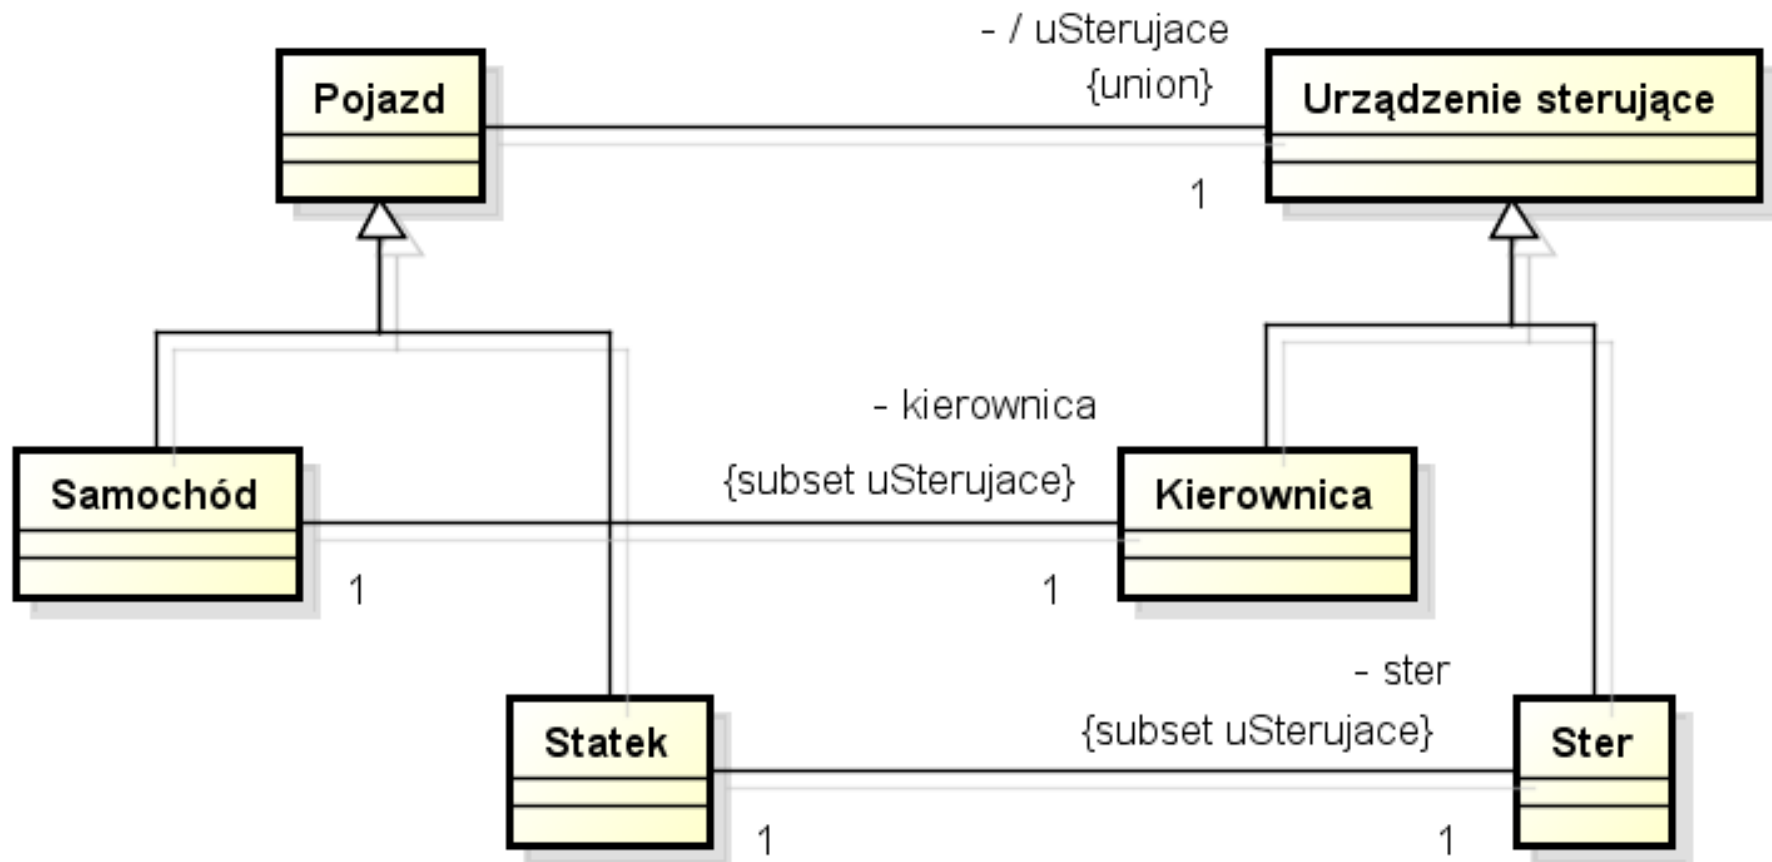 - / uSterujace
{union}
Pojazd
Urządzenie sterujące
1
- kierownica
{subset uSterujace}
Samochód
Kierownica
1
1
- ster
{subset uSterujace}
Statek
Ster
1
1